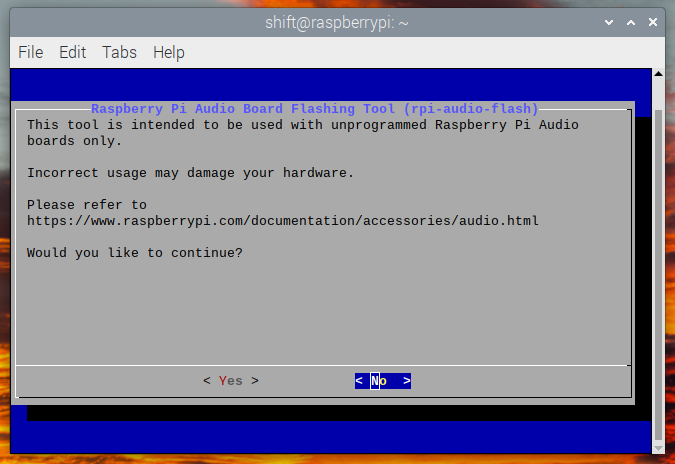 shift@raspberrypi: ~
File Edit Tabs Help
Raspberry Pi Audio Board Flashing Tool (rpi-audio-flash)
This tool is intended to be used with unprogrammed Raspberry Pi Audio
boards only.
Incorrect usage may damage your hardware.
Please refer to
https://www.raspberrypi.com/documentation/accessories/audio.html
Would you like to continue?
< Yes > < No >